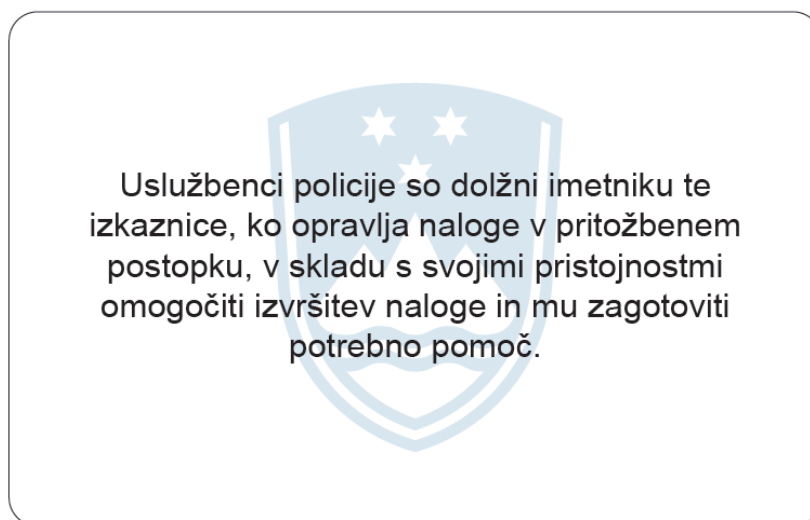 Uslužbenci policije so dolžni imetniku te
izkaznice, ko opravlja naloge v pritožbenem
postopku, v skladu s svojimi pristojnostmi
omogočiti izvršitev naloge in mu zagotoviti
potrebno pomoč.